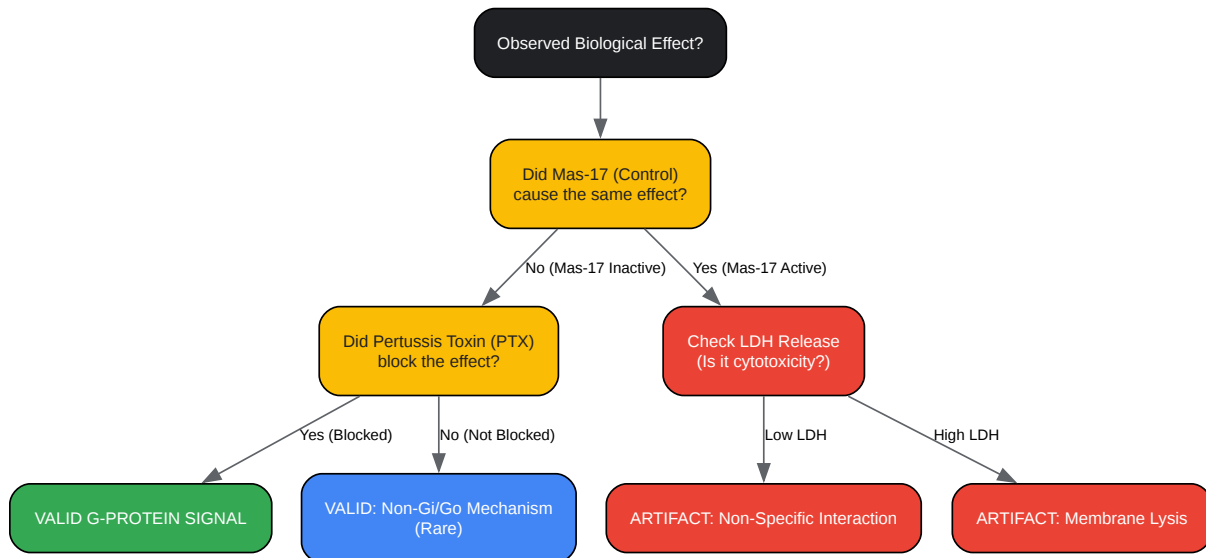 Observed Biological Effect?
Did Mas-17 (Control)
cause the same effect?
No (Mas-17 Inactive)
Yes (Mas-17 Active)
Did Pertussis Toxin (PTX)
block the effect?
Check LDH Release
(Is it cytotoxicity?)
Yes (Blocked)
No (Not Blocked)
Low LDH
High LDH
VALID G-PROTEIN SIGNAL
VALID: Non-Gi/Go Mechanism
(Rare)
ARTIFACT: Non-Specific Interaction
ARTIFACT: Membrane Lysis